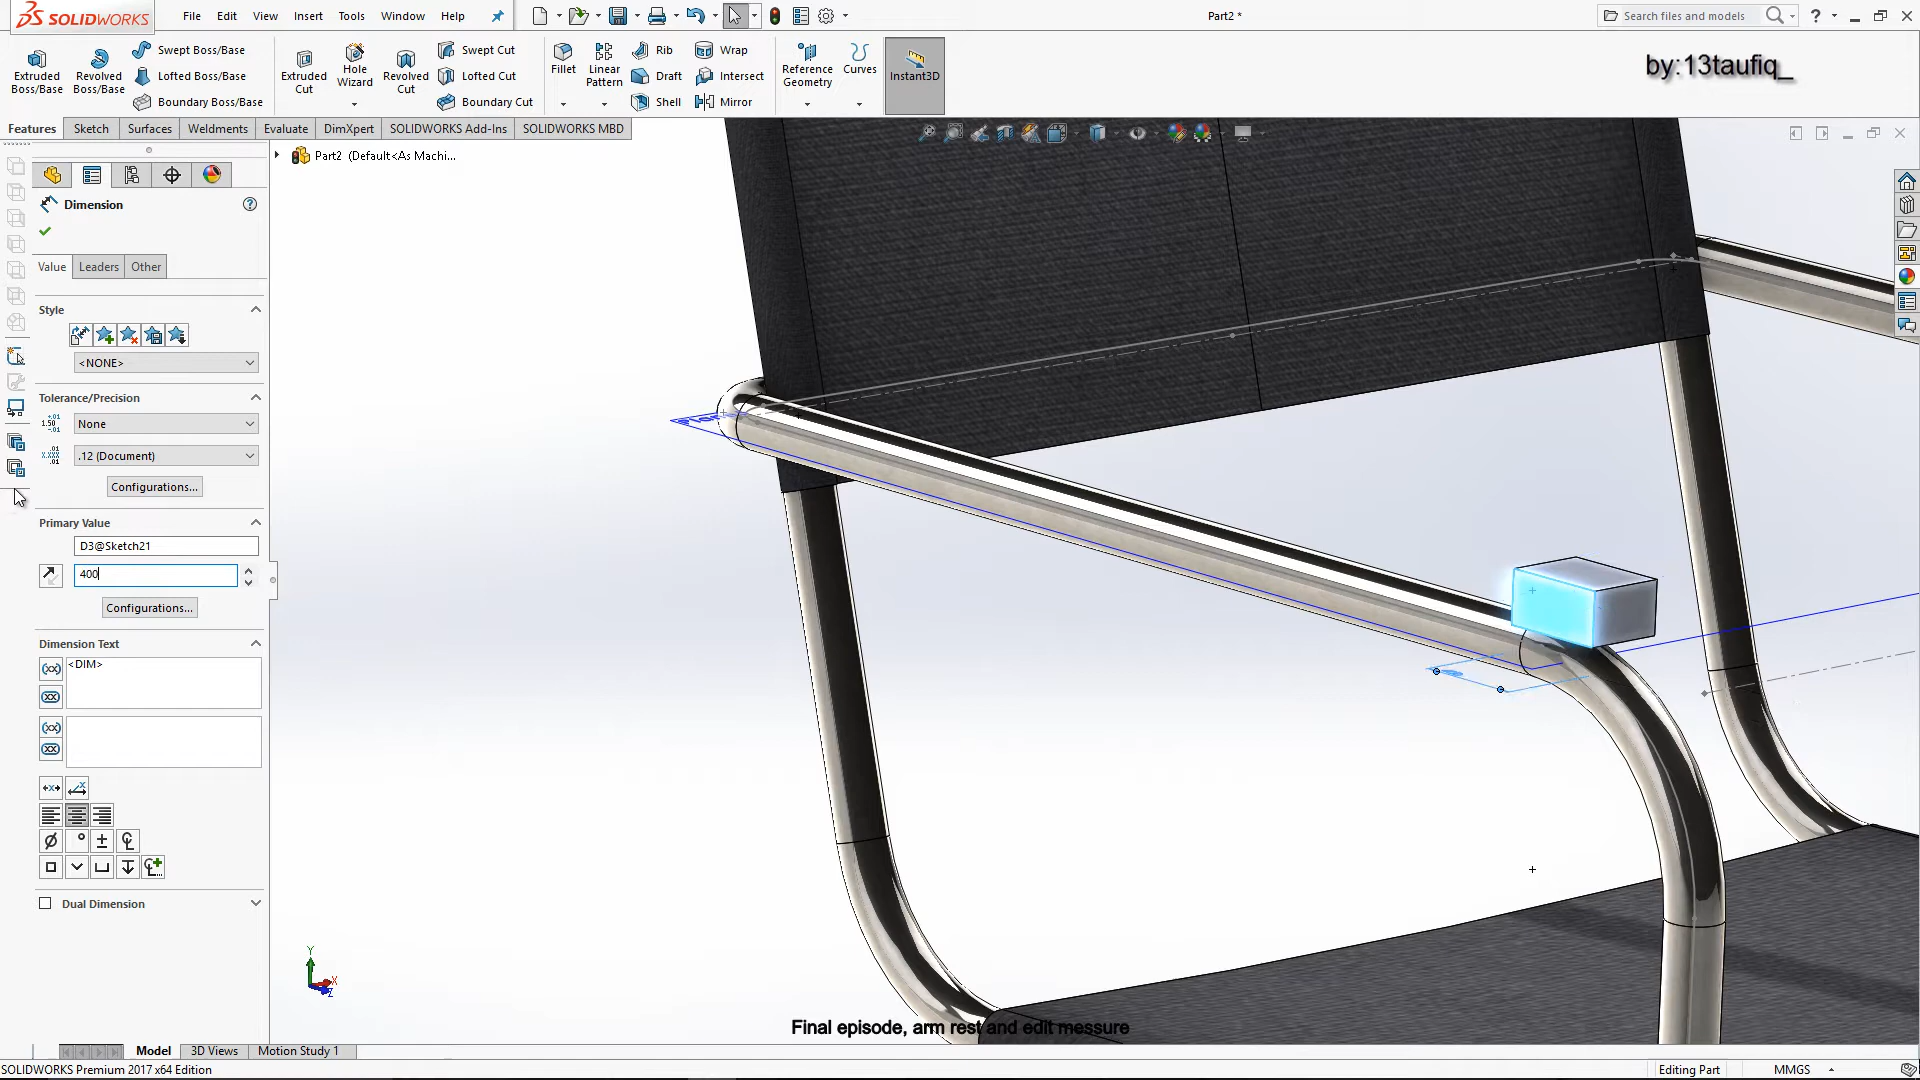 SOLIDWORKS
File Edit View Insert Tools Window Help
Part2 *
Search files and models
Extruded Boss/Base
Revolved Boss/Base
Swept Boss/Base
Lofted Boss/Base
Boundary Boss/Base
Extruded Cut
Hole Wizard
Revolved Cut
Swept Cut
Lofted Cut
Boundary Cut
Fillet
Linear Pattern
Rib
Draft
Shell
Wrap
Intersect
Mirror
Reference Geometry
Curves
Instant3D
by:13taufiq_
Features Sketch Surfaces Weldments Evaluate DimXpert SOLIDWORKS Add-Ins SOLIDWORKS MBD
Part2 (Default<As Machi...
Dimension
Value Leaders Other
Style
<NONE>
Tolerance/Precision
None
.12 (Document)
Configurations...
Primary Value
D3@Sketch21
400
Configurations...
Dimension Text
<DIM>
Dual Dimension
Y
X
Z
Final episode, arm rest and edit messure
Model 3D Views Motion Study 1
SOLIDWORKS Premium 2017 x64 Edition
Editing Part
MMGS